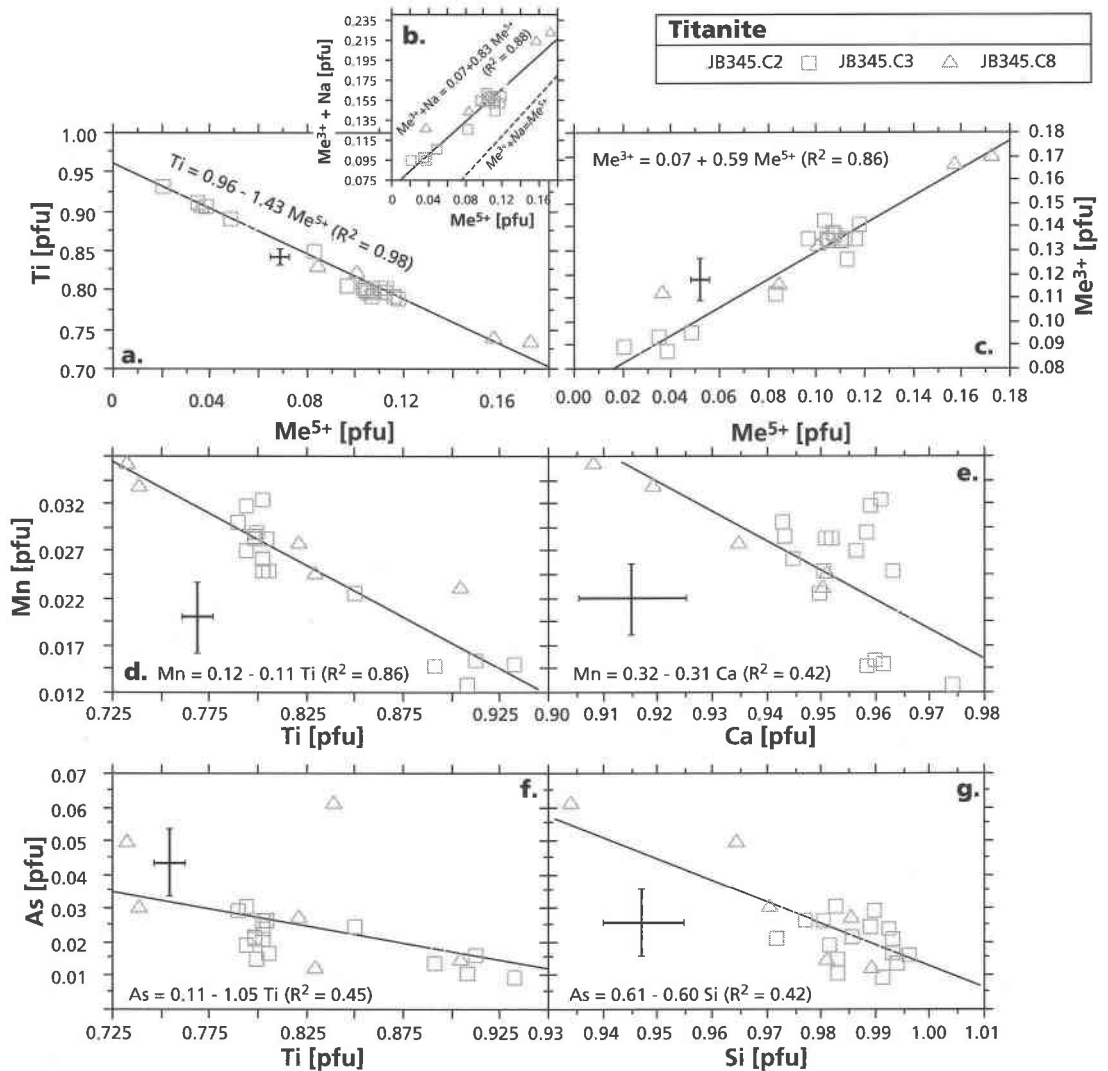 Titanite
JB345.C2 JB345.C3 JB345.C8
b.
Me³⁺ + Na [pfu]
0.235
0.215
0.195
0.175
0.155
0.135
0.115
0.095
0.075
Me³⁺+Na = 0.07+0.83 Me⁵⁺
(R² = 0.88)
Me³⁺+Na=Me⁵⁺
0.04 0.08 0.12 0.16
Me⁵⁺ [pfu]
Ti [pfu]
1.00
0.95
0.90
0.85
0.80
0.75
0.70
Ti = 0.96 - 1.43 Me⁵⁺ (R² = 0.98)
a.
0 0.04 0.08 0.12 0.16
Me⁵⁺ [pfu]
Me³⁺ = 0.07 + 0.59 Me⁵⁺ (R² = 0.86)
c.
0.18
0.17
0.16
0.15
0.14
0.13
0.12
0.11
0.10
0.09
0.08
Me³⁺ [pfu]
0.00 0.02 0.04 0.06 0.08 0.10 0.12 0.14 0.16 0.18
Me⁵⁺ [pfu]
Mn [pfu]
0.032
0.027
0.022
0.017
0.012
d. Mn = 0.12 - 0.11 Ti (R² = 0.86)
0.725 0.775 0.825 0.875 0.925
Ti [pfu]
e.
Mn = 0.32 - 0.31 Ca (R² = 0.42)
0.90 0.91 0.92 0.93 0.94 0.95 0.96 0.97 0.98
Ca [pfu]
As [pfu]
0.07
0.06
0.05
0.04
0.03
0.02
0.01
f.
As = 0.11 - 1.05 Ti (R² = 0.45)
0.725 0.775 0.825 0.875 0.925
Ti [pfu]
g.
As = 0.61 - 0.60 Si (R² = 0.42)
0.93 0.94 0.95 0.96 0.97 0.98 0.99 1.00 1.01
Si [pfu]